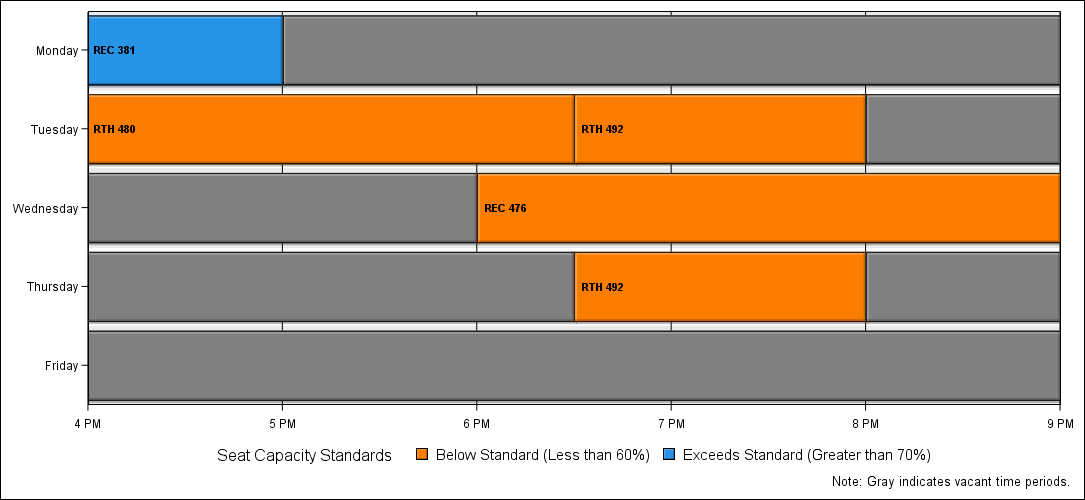 Monday
REC 381
Tuesday
RTH 480
RTH 492
Wednesday
REC 476
Thursday
RTH 492
Friday
4 PM 5 PM 6 PM 7 PM 8 PM 9 PM
Seat Capacity Standards Below Standard (Less than 60%) Exceeds Standard (Greater than 70%)
Note: Gray indicates vacant time periods.